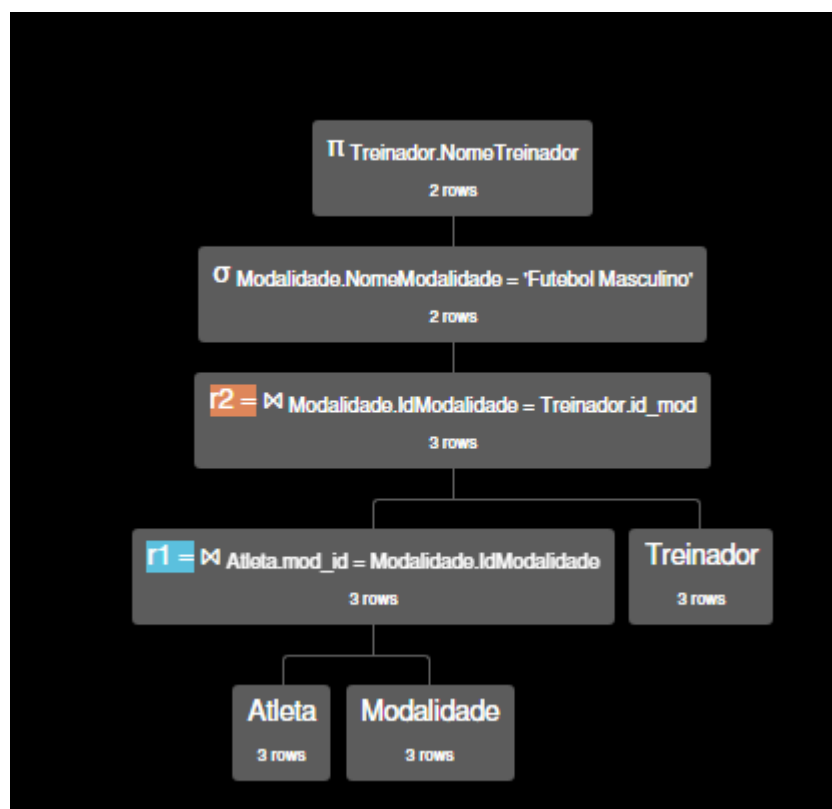 π Treinador.NomeTreinador
2 rows
σ Modalidade.NomeModalidade = 'Futebol Masculino'
2 rows
r2 = ⋈ Modalidade.IdModalidade = Treinador.id_mod
3 rows
r1 = ⋈ Atleta.mod_id = Modalidade.IdModalidade
3 rows
Treinador
3 rows
Atleta
3 rows
Modalidade
3 rows